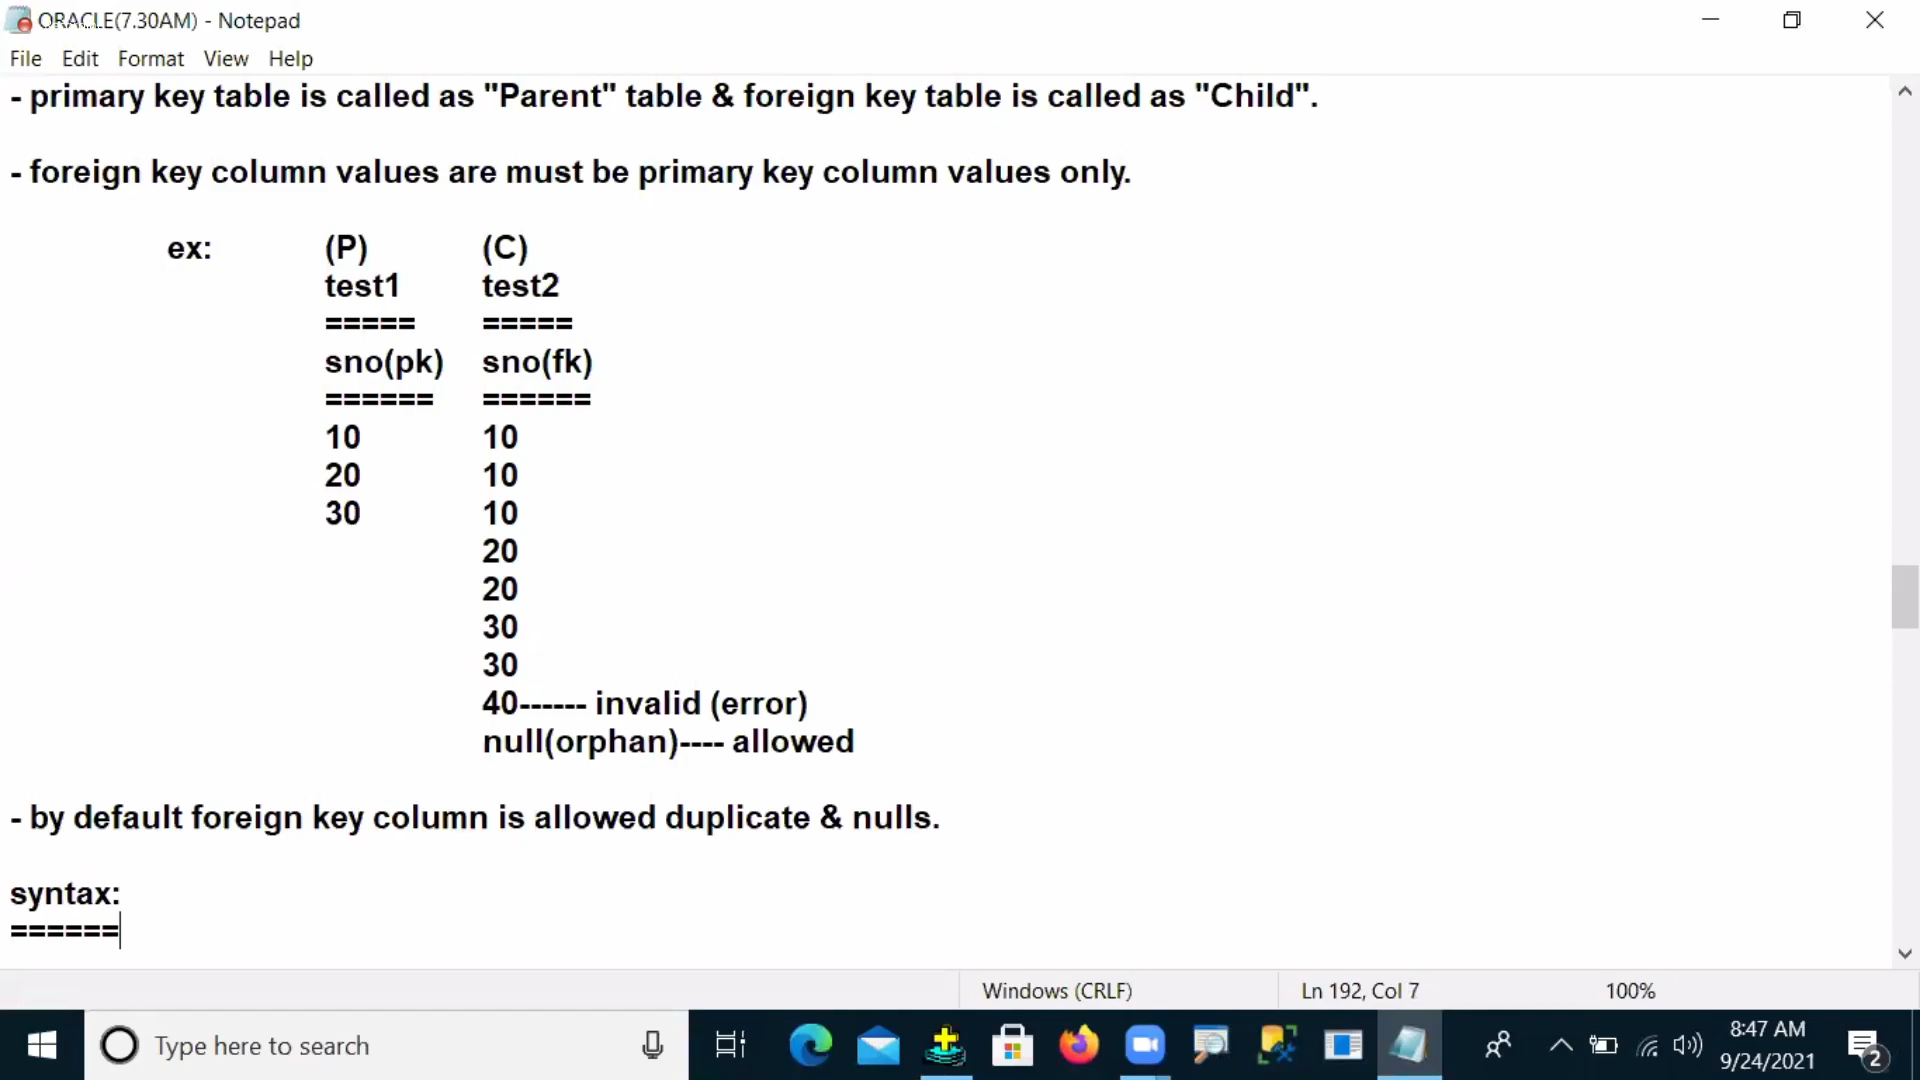 ORACLE(7.30AM) - Notepad
File Edit Format View Help
- primary key table is called as "Parent" table & foreign key table is called as "Child".
- foreign key column values are must be primary key column values only.
ex: (P) (C)
test1 test2
===== =====
sno(pk) sno(fk)
====== ======
10 10
20 10
30 10
20
20
30
30
40------ invalid (error)
null(orphan)---- allowed
- by default foreign key column is allowed duplicate & nulls.
syntax:
======
Windows (CRLF) Ln 192, Col 7 100%
Type here to search
8:47 AM
9/24/2021
2